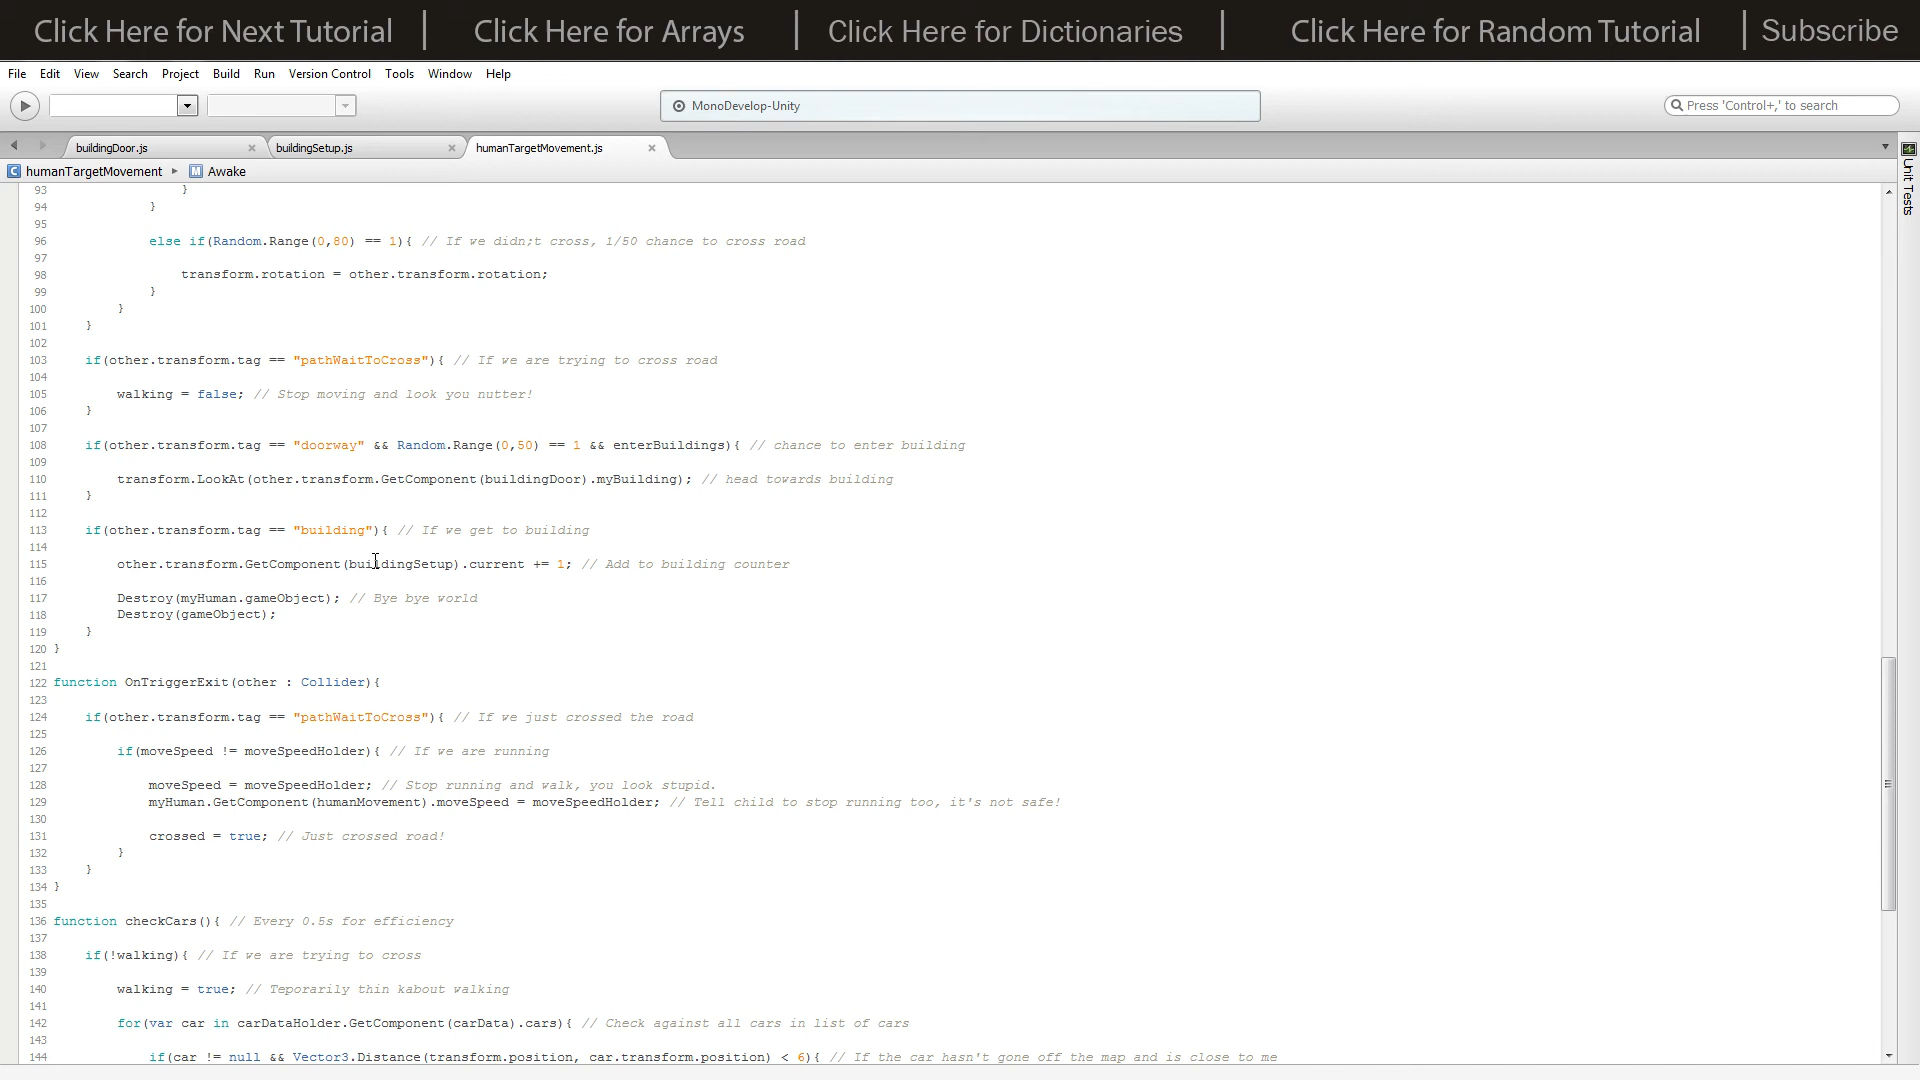 Click Here for Next Tutorial | Click Here for Arrays | Click Here for Dictionaries | Click Here for Random Tutorial | Subscribe
File Edit View Search Project Build Run Version Control Tools Window Help
MonoDevelop-Unity
Press 'Control+,' to search
buildingDoor.js
buildingSetup.js
humanTargetMovement.js
C humanTargetMovement M Awake
Unit Tests
93 }
94 }
95
96 else if(Random.Range(0,80) == 1){ // If we didn;t cross, 1/50 chance to cross road
97
98 transform.rotation = other.transform.rotation;
99 }
100 }
101 }
102
103 if(other.transform.tag == "pathWaitToCross"){ // If we are trying to cross road
104
105 walking = false; // Stop moving and look you nutter!
106 }
107
108 if(other.transform.tag == "doorway" && Random.Range(0,50) == 1 && enterBuildings){ // chance to enter building
109
110 transform.LookAt(other.transform.GetComponent(buildingDoor).myBuilding); // head towards building
111 }
112
113 if(other.transform.tag == "building"){ // If we get to building
114
115 other.transform.GetComponent(buildingSetup).current += 1; // Add to building counter
116
117 Destroy(myHuman.gameObject); // Bye bye world
118 Destroy(gameObject);
119 }
120 }
121
122 function OnTriggerExit(other : Collider){
123
124 if(other.transform.tag == "pathWaitToCross"){ // If we just crossed the road
125
126 if(moveSpeed != moveSpeedHolder){ // If we are running
127
128 moveSpeed = moveSpeedHolder; // Stop running and walk, you look stupid.
129 myHuman.GetComponent(humanMovement).moveSpeed = moveSpeedHolder; // Tell child to stop running too, it's not safe!
130
131 crossed = true; // Just crossed road!
132 }
133 }
134 }
135
136 function checkCars(){ // Every 0.5s for efficiency
137
138 if(!walking){ // If we are trying to cross
139
140 walking = true; // Teporarily thin kabout walking
141
142 for(var car in carDataHolder.GetComponent(carData).cars){ // Check against all cars in list of cars
143
144 if(car != null && Vector3.Distance(transform.position, car.transform.position) < 6){ // If the car hasn't gone off the map and is close to me